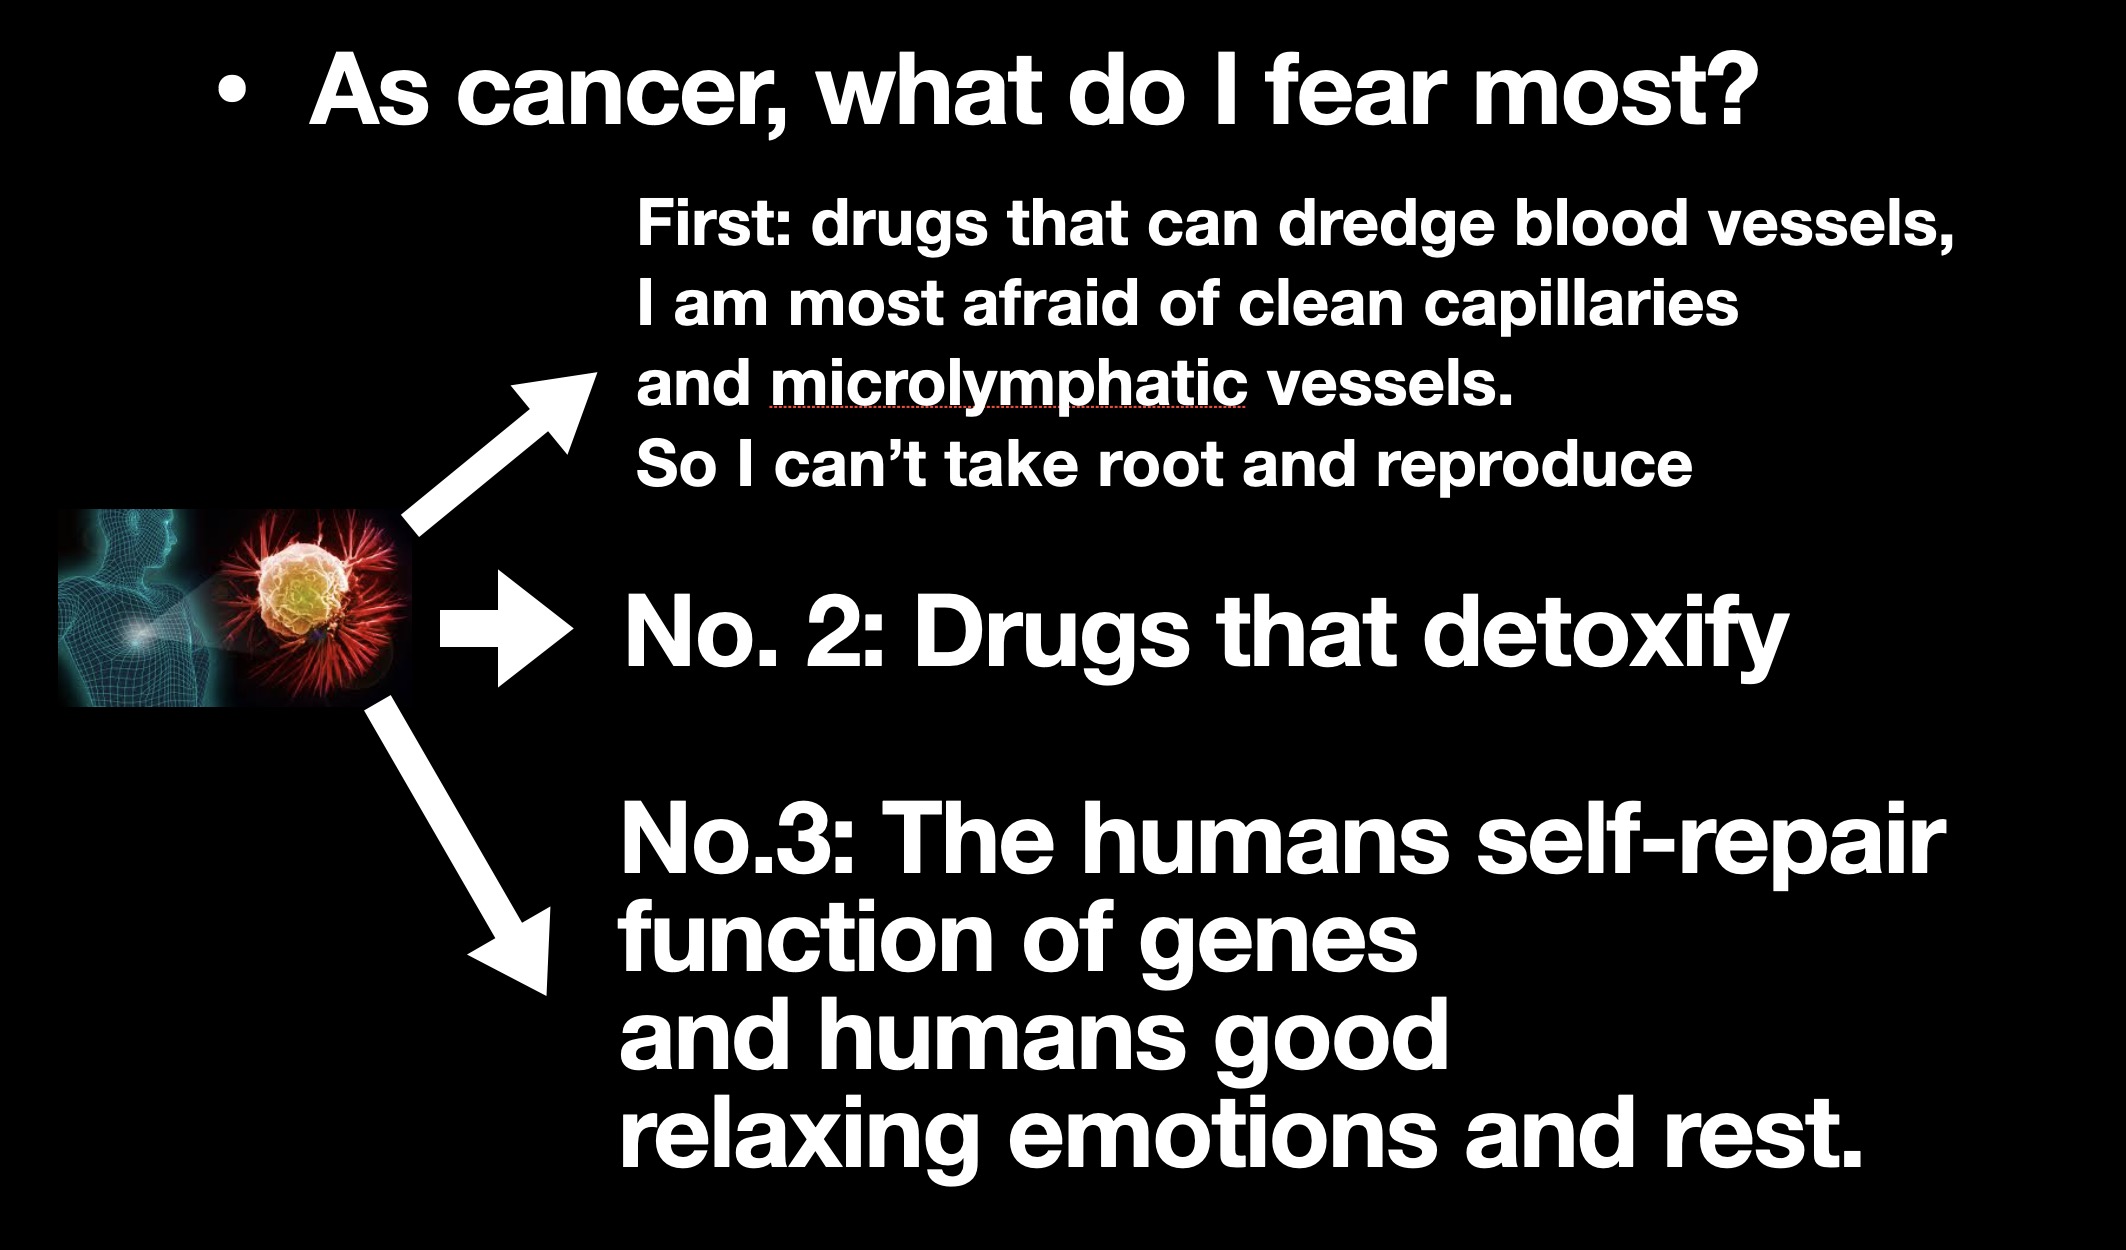 • As cancer, what do I fear most?
First: drugs that can dredge blood vessels,
I am most afraid of clean capillaries
and microlymphatic vessels.
So I can’t take root and reproduce
No. 2: Drugs that detoxify
No.3: The humans self-repair
function of genes
and humans good
relaxing emotions and rest.